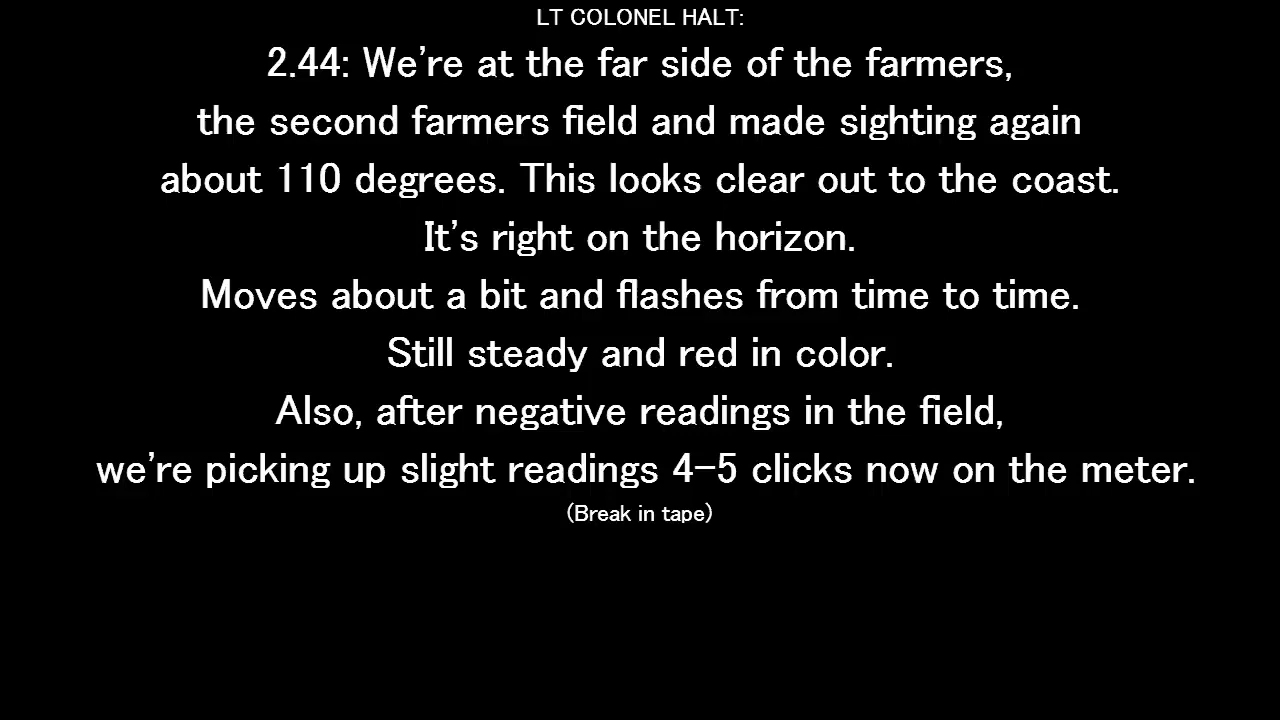 LT COLONEL HALT:
2.44: We’re at the far side of the farmers,
the second farmers field and made sighting again
about 110 degrees. This looks clear out to the coast.
It’s right on the horizon.
Moves about a bit and flashes from time to time.
Still steady and red in color.
Also, after negative readings in the field,
we’re picking up slight readings 4-5 clicks now on the meter.
(Break in tape)